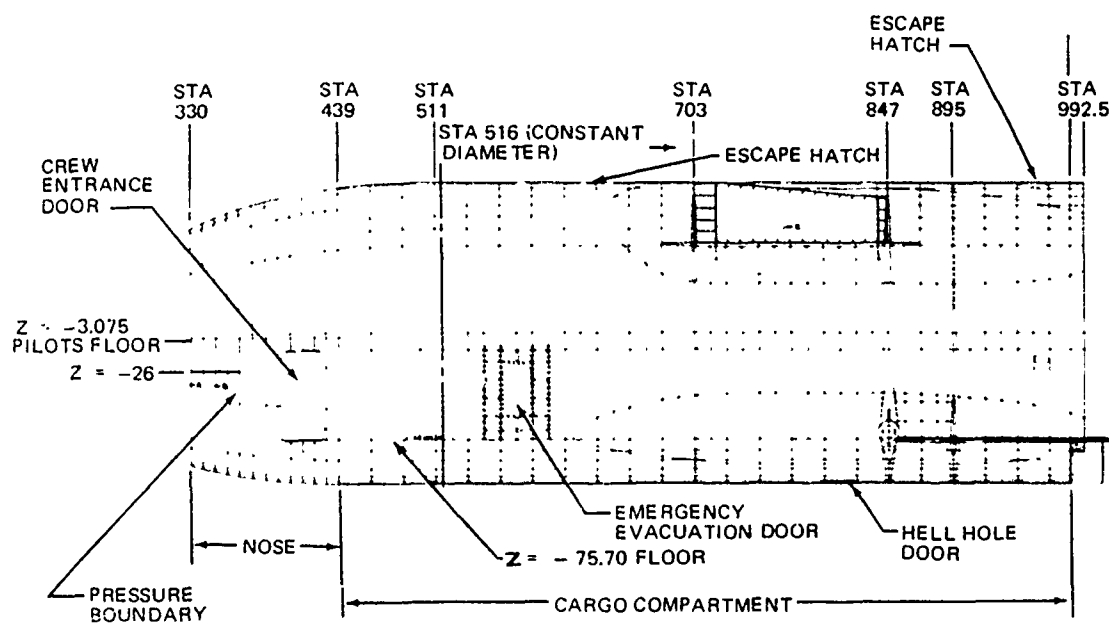 ESCAPE
HATCH
STA
330
STA
439
STA
511
STA
703
STA
847
STA
895
STA
992.5
STA 516 (CONSTANT
DIAMETER)
ESCAPE HATCH
CREW
ENTRANCE
DOOR
Z = -3.075
PILOTS FLOOR
Z = -26
EMERGENCY
EVACUATION DOOR
HELL HOLE
DOOR
NOSE
Z = - 75.70 FLOOR
PRESSURE
BOUNDARY
CARGO COMPARTMENT